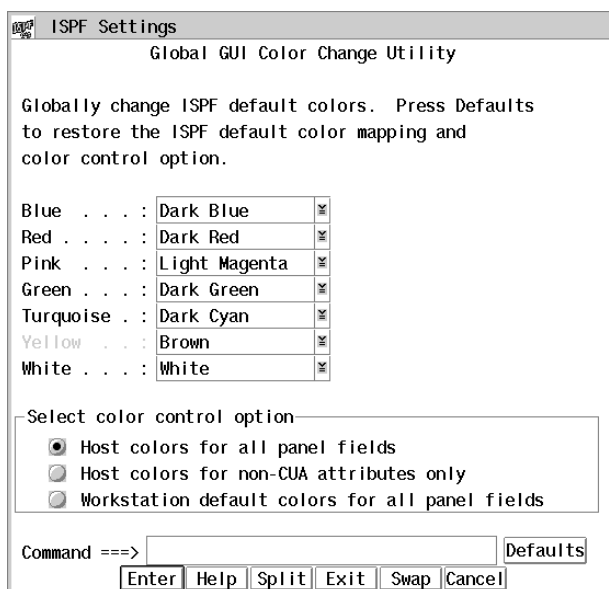 ISPF Settings
Global GUI Color Change Utility
Globally change ISPF default colors. Press Defaults
to restore the ISPF default color mapping and
color control option.
Blue . . . : Dark Blue
Red . . . . : Dark Red
Pink . . . : Light Magenta
Green . . . : Dark Green
Turquoise . : Dark Cyan
Yellow . . : Brown
White . . . : White
Select color control option
Host colors for all panel fields
Host colors for non-CUA attributes only
Workstation default colors for all panel fields
Command ===> Defaults
Enter Help Split Exit Swap Cancel